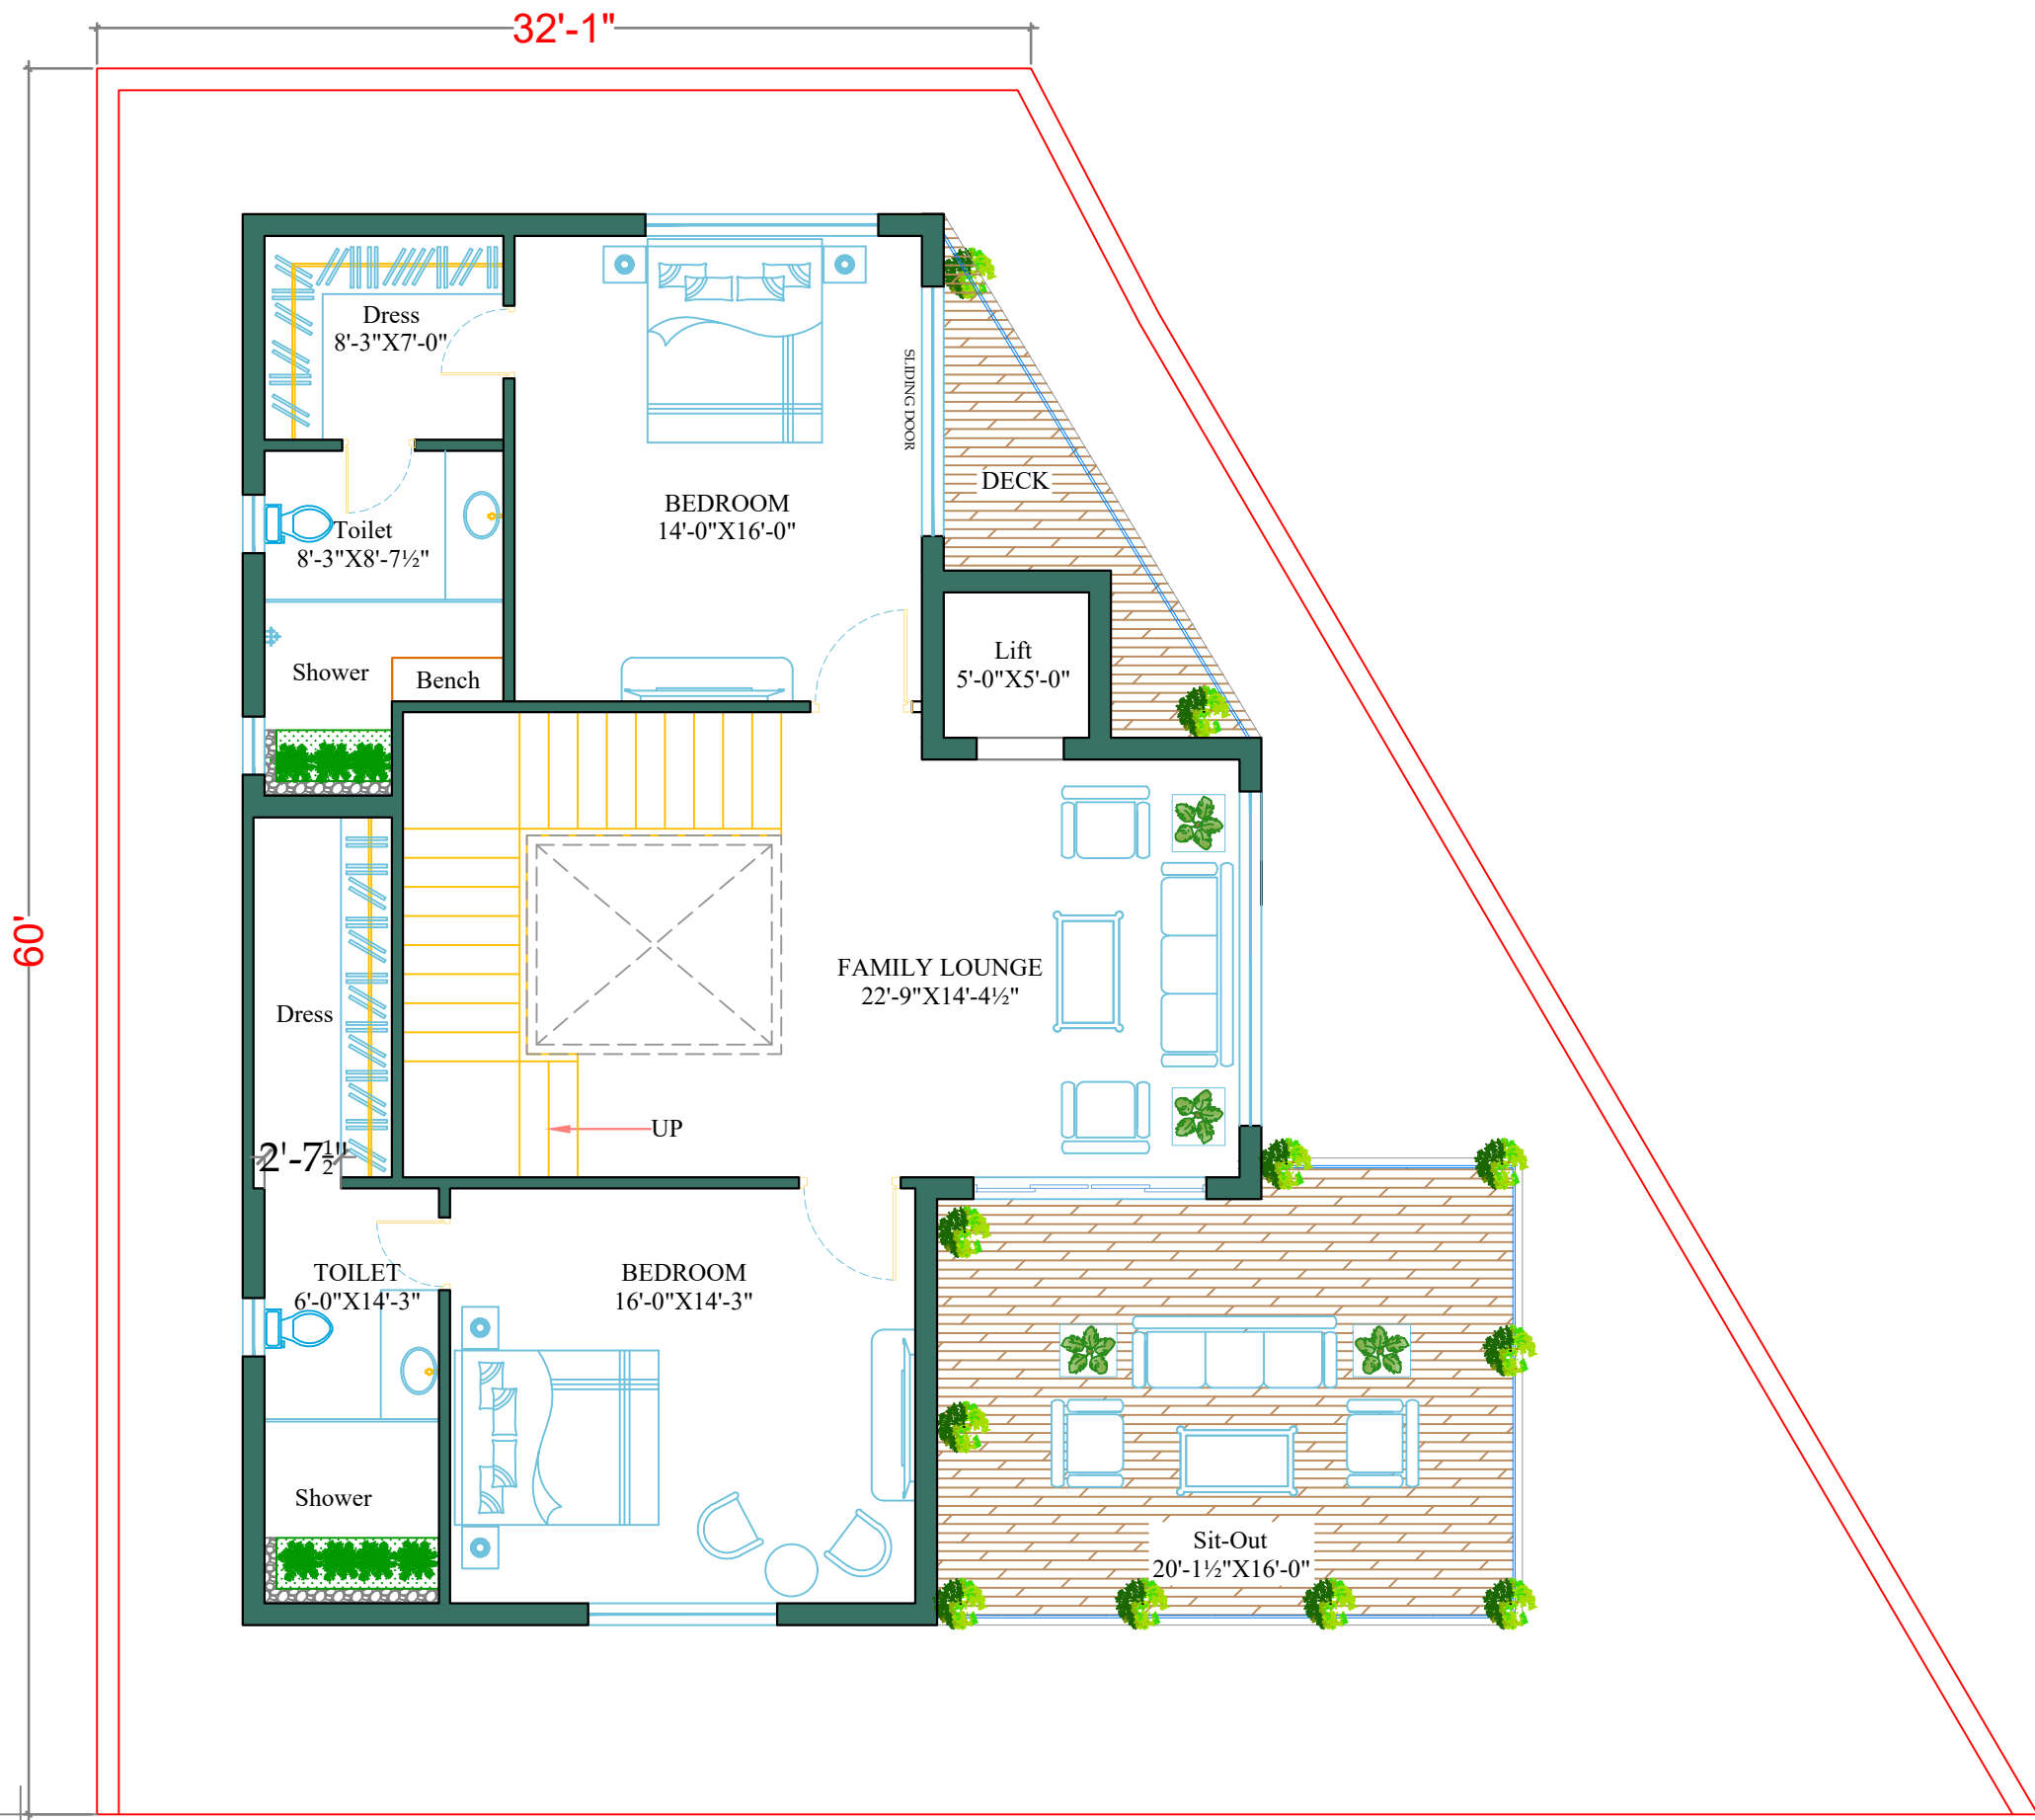 32'-1"
60'
Dress
8'-3"X7'-0"
SLIDING DOOR
DECK
BEDROOM
14'-0"X16'-0"
Toilet
8'-3"X8'-7½"
Lift
5'-0"X5'-0"
Shower
Bench
FAMILY LOUNGE
22'-9"X14'-4½"
Dress
UP
2'-7½"
TOILET
6'-0"X14'-3"
BEDROOM
16'-0"X14'-3"
Shower
Sit-Out
20'-1½"X16'-0"